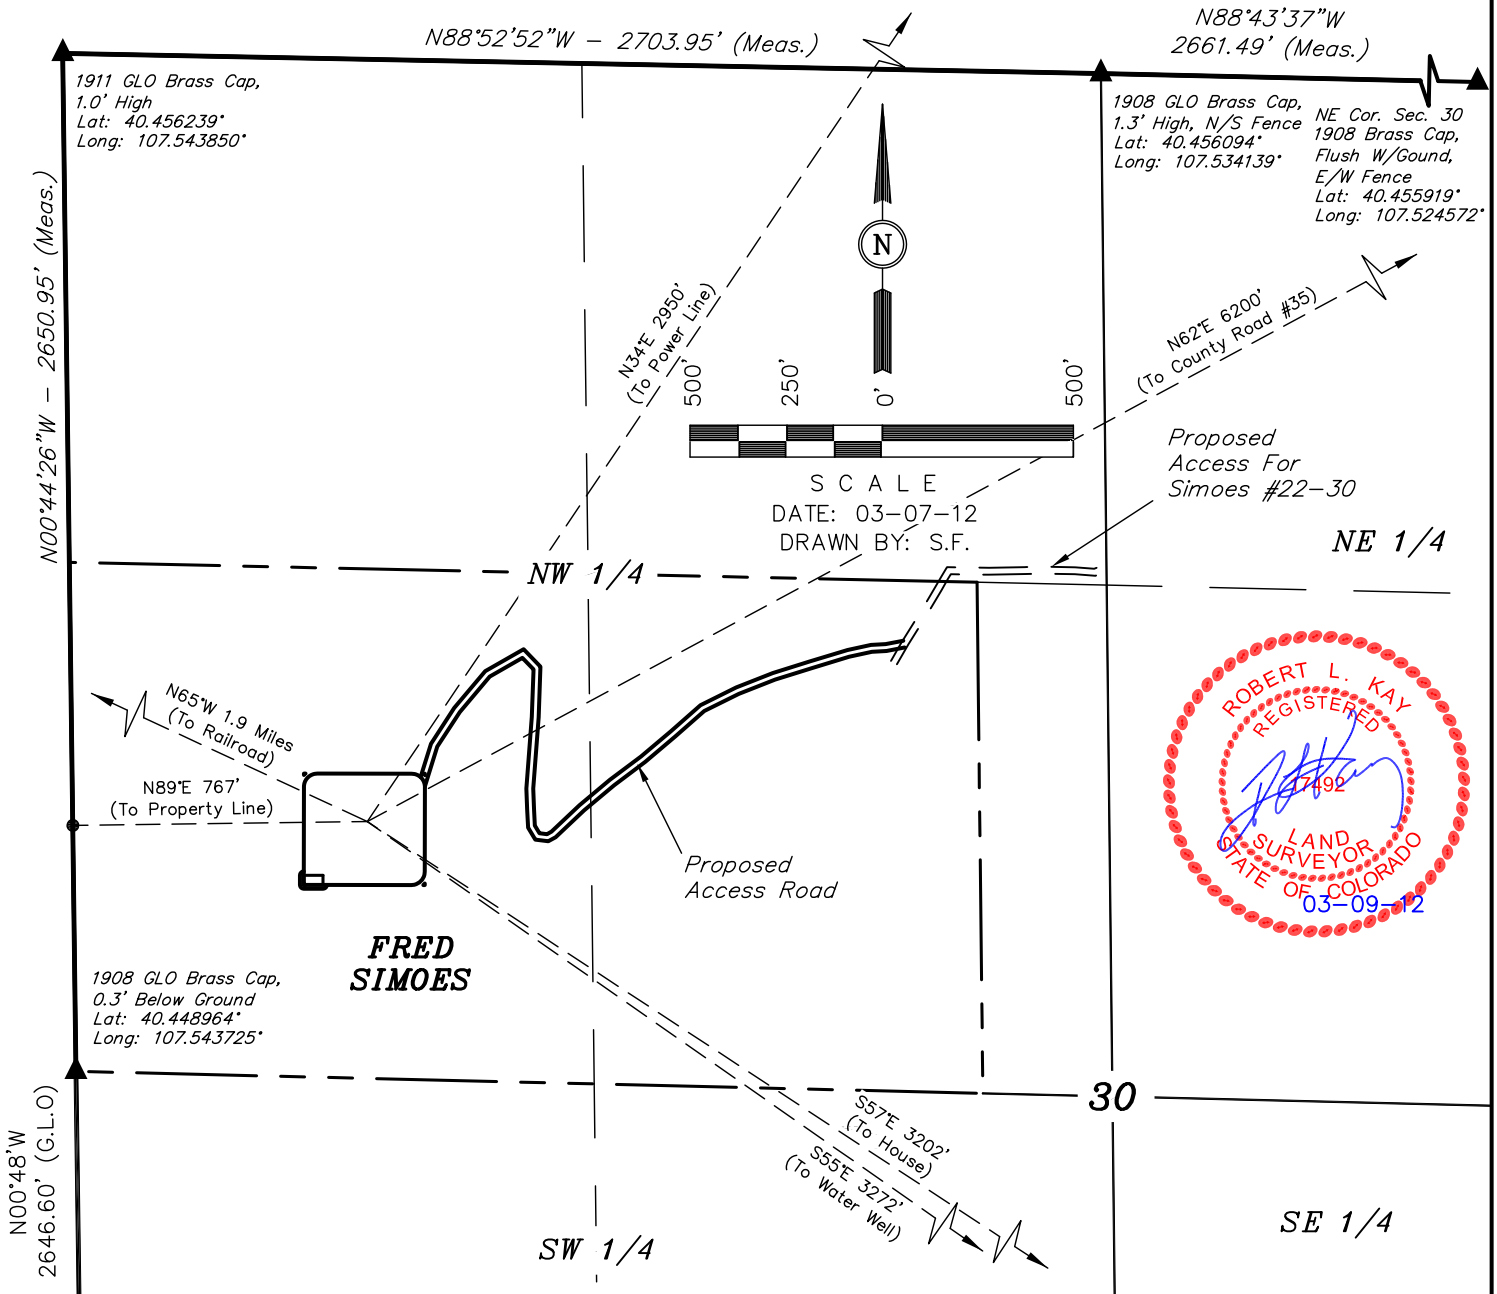 N88°52'52"W - 2703.95' (Meas.)
N88°43'37"W
2661.49' (Meas.)
1911 GLO Brass Cap,
1.0' High
Lat: 40.456239°
Long: 107.543850°
1908 GLO Brass Cap,
1.3' High, N/S Fence
Lat: 40.456094°
Long: 107.534139°
NE Cor. Sec. 30
1908 Brass Cap,
Flush W/Gound,
E/W Fence
Lat: 40.455919°
Long: 107.524572°
N00°44'26"W - 2650.95' (Meas.)
N
N34°E 2950'
(To Power Line)
N62°E 6200'
(To County Road #35)
500'
250'
0'
500'
SCALE
DATE: 03-07-12
DRAWN BY: S.F.
Proposed
Access For
Simoes #22-30
NE 1/4
NW 1/4
N65°W 1.9 Miles
(To Railroad)
N89°E 767'
(To Property Line)
Proposed
Access Road
ROBERT L. KAY
REGISTERED
17492
LAND
SURVEYOR
STATE OF COLORADO
03-09-12
FRED
SIMOES
1908 GLO Brass Cap,
0.3' Below Ground
Lat: 40.448964°
Long: 107.543725°
30
N00°48'W
2646.60' (G.L.O)
S57°E 3202'
(To House)
S55°E 3272'
(To Water Well)
SW 1/4
SE 1/4